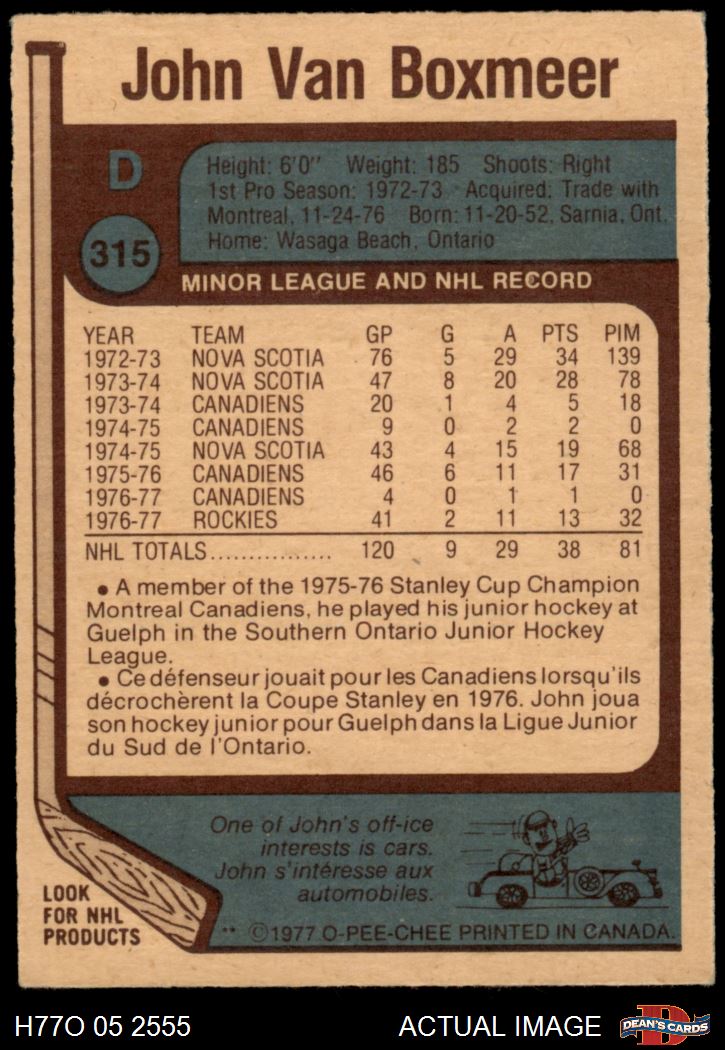 John Van Boxmeer
D
Height: 6'0" Weight: 185 Shoots: Right
1st Pro Season: 1972-73 Acquired: Trade with
Montreal, 11-24-76 Born: 11-20-52, Sarnia, Ont.
Home: Wasaga Beach, Ontario
315
MINOR LEAGUE AND NHL RECORD
YEAR TEAM GP G A PTS PIM
1972-73 NOVA SCOTIA 76 5 29 34 139
1973-74 NOVA SCOTIA 47 8 20 28 78
1973-74 CANADIENS 20 1 4 5 18
1974-75 CANADIENS 9 0 2 2 0
1974-75 NOVA SCOTIA 43 4 15 19 68
1975-76 CANADIENS 46 6 11 17 31
1976-77 CANADIENS 4 0 1 1 0
1976-77 ROCKIES 41 2 11 13 32
NHL TOTALS................ 120 9 29 38 81
• A member of the 1975-76 Stanley Cup Champion
Montreal Canadiens, he played his junior hockey at
Guelph in the Southern Ontario Junior Hockey
League.
• Ce défenseur jouait pour les Canadiens lorsqu'ils
décrochèrent la Coupe Stanley en 1976. John joua
son hockey junior pour Guelph dans la Ligue Junior
du Sud de l'Ontario.
One of John's off-ice
interests is cars.
John s'intéresse aux
automobiles.
LOOK
FOR NHL
PRODUCTS
** ©1977 O-PEE-CHEE PRINTED IN CANADA.
H77O 05 2555 ACTUAL IMAGE D DEAN'S CARDS